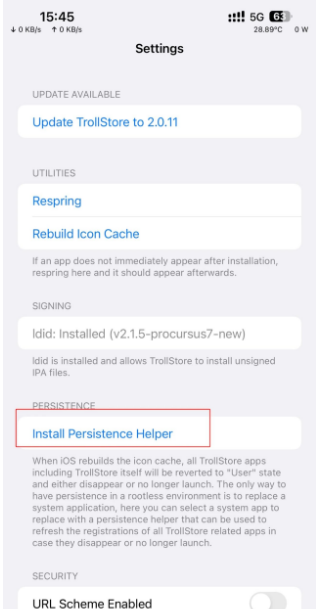 15:45
5G 63
↓ 0 KB/s ↑ 0 KB/s
28.89°C 0 W
Settings
UPDATE AVAILABLE
Update TrollStore to 2.0.11
UTILITIES
Respring
Rebuild Icon Cache
If an app does not immediately appear after installation,
respring here and it should appear afterwards.
SIGNING
ldid: Installed (v2.1.5-procursus7-new)
ldid is installed and allows TrollStore to install unsigned
IPA files.
PERSISTENCE
Install Persistence Helper
When iOS rebuilds the icon cache, all TrollStore apps
including TrollStore itself will be reverted to "User" state
and either disappear or no longer launch. The only way to
have persistence in a rootless environment is to replace a
system application, here you can select a system app to
replace with a persistence helper that can be used to
refresh the registrations of all TrollStore related apps in
case they disappear or no longer launch.
SECURITY
URL Scheme Enabled